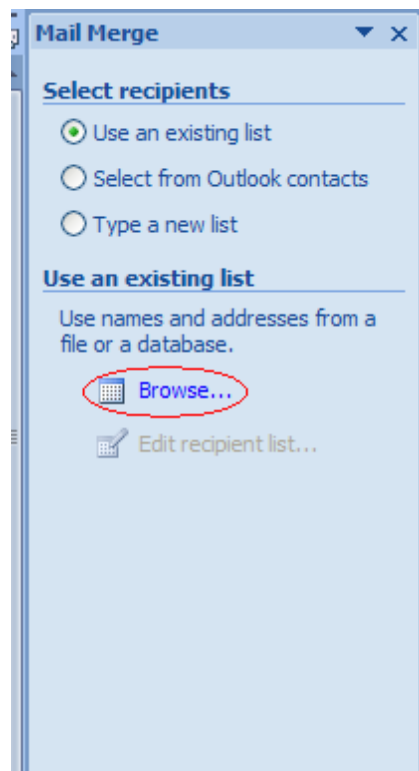 Mail Merge
Select recipients
Use an existing list
Select from Outlook contacts
Type a new list
Use an existing list
Use names and addresses from a
file or a database.
Browse...
Edit recipient list...